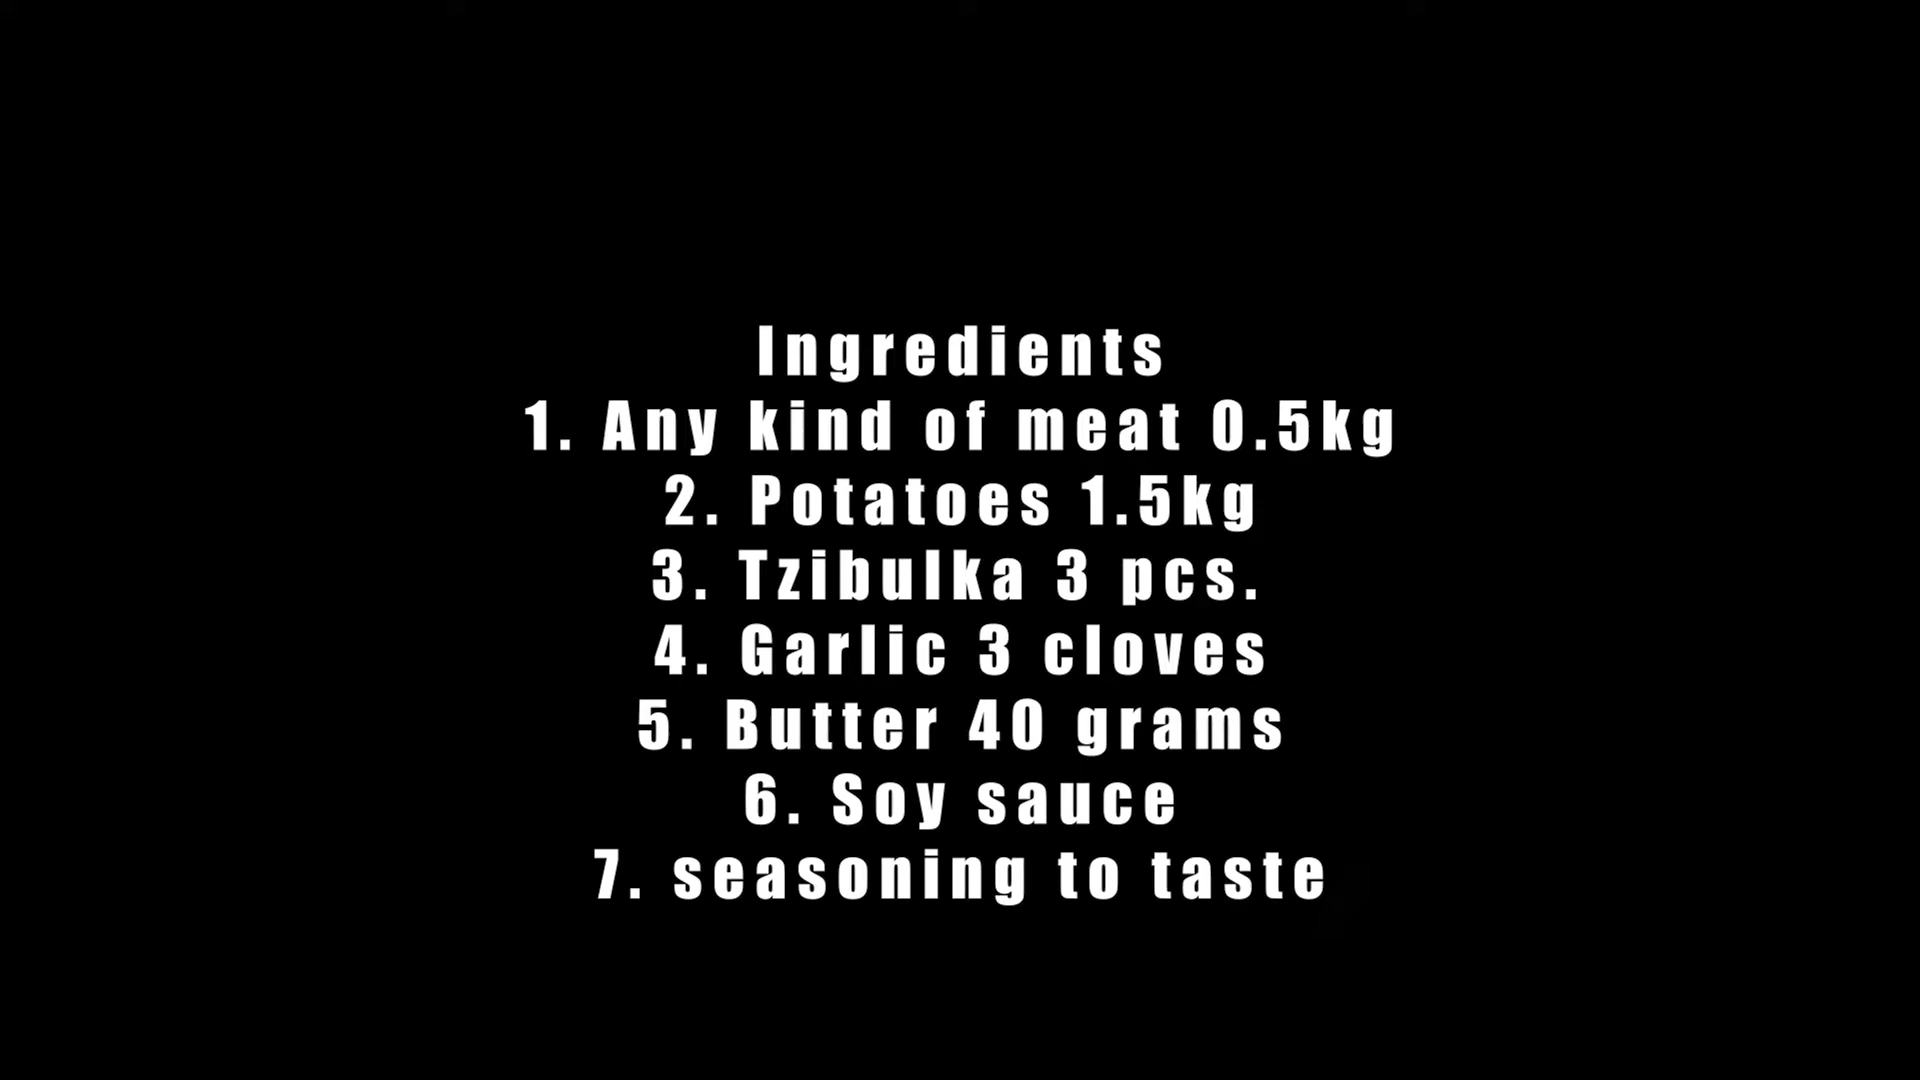 Ingredients
1. Any kind of meat 0.5kg
2. Potatoes 1.5kg
3. Tzibulka 3 pcs.
4. Garlic 3 cloves
5. Butter 40 grams
6. Soy sauce
7. seasoning to taste